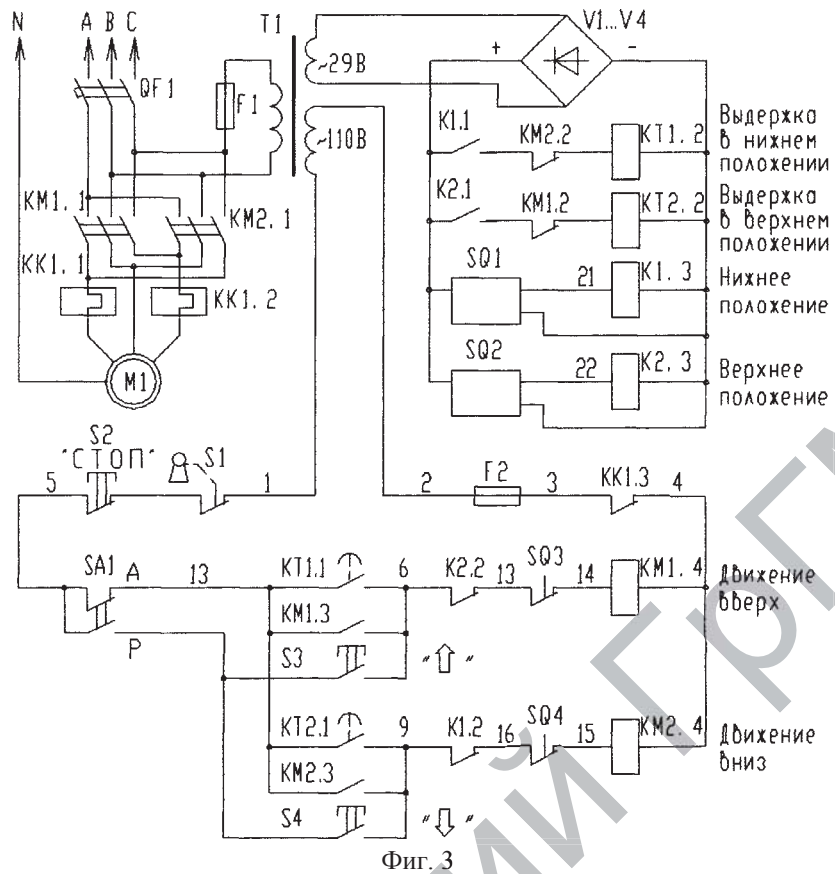 N A B C T1 V1...V4
+ -
~29В
QF1 F1
~110В
K1.1 KM2.2 KT1.2 Выдержка
в нижнем
положении
K2.1 KM1.2 KT2.2 Выдержка
в верхнем
положении
KM1.1 KM2.1
KK1.1 KK1.2
SQ1 21 K1.3 Нижнее
положение
SQ2 22 K2.3 Верхнее
положение
M1
S2
"СТОП" S1
5 1 2 F2 3 KK1.3 4
SA1 A 13 KT1.1 6 K2.2 13 SQ3 14 KM1.4 Движение
вверх
KM1.3
P S3 "⇧"
KT2.1 9 K1.2 16 SQ4 15 KM2.4 Движение
вниз
KM2.3
S4 "⇩"
Фиг. 3